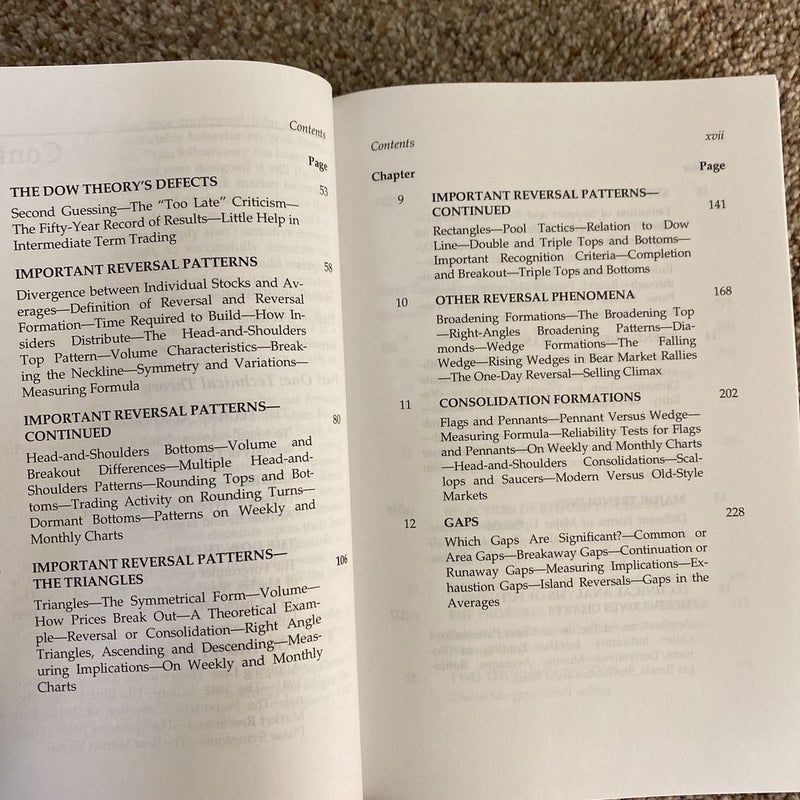 Contents
Page
THE DOW THEORY'S DEFECTS
53
Second Guessing—The "Too Late" Criticism—
The Fifty-Year Record of Results—Little Help in
Intermediate Term Trading
IMPORTANT REVERSAL PATTERNS
58
Divergence between Individual Stocks and Av-
erages—Definition of Reversal and Reversal
Formation—Time Required to Build—How In-
siders Distribute—The Head-and-Shoulders
Top Pattern—Volume Characteristics—Break-
ing the Neckline—Symmetry and Variations—
Measuring Formula
IMPORTANT REVERSAL PATTERNS—
CONTINUED
80
Head-and-Shoulders Bottoms—Volume and
Breakout Differences—Multiple Head-and-
Shoulders Patterns—Rounding Tops and Bot-
toms—Trading Activity on Rounding Turns—
Dormant Bottoms—Patterns on Weekly and
Monthly Charts
IMPORTANT REVERSAL PATTERNS—
THE TRIANGLES
106
Triangles—The Symmetrical Form—Volume—
How Prices Break Out—A Theoretical Exam-
ple—Reversal or Consolidation—Right Angle
Triangles, Ascending and Descending—Meas-
uring Implications—On Weekly and Monthly
Charts
Contents xvii
Chapter Page
9 IMPORTANT REVERSAL PATTERNS—
CONTINUED 141
Rectangles—Pool Tactics—Relation to Dow
Line—Double and Triple Tops and Bottoms—
Important Recognition Criteria—Completion
and Breakout—Triple Tops and Bottoms
10 OTHER REVERSAL PHENOMENA 168
Broadening Formations—The Broadening Top
—Right-Angles Broadening Patterns—Dia-
monds—Wedge Formations—The Falling
Wedge—Rising Wedges in Bear Market Rallies
—The One-Day Reversal—Selling Climax
11 CONSOLIDATION FORMATIONS 202
Flags and Pennants—Pennant Versus Wedge—
Measuring Formula—Reliability Tests for Flags
and Pennants—On Weekly and Monthly Charts
—Head-and-Shoulders Consolidations—Scal-
lops and Saucers—Modern Versus Old-Style
Markets
12 GAPS 228
Which Gaps Are Significant?—Common or
Area Gaps—Breakaway Gaps—Continuation or
Runaway Gaps—Measuring Implications—Ex-
haustion Gaps—Island Reversals—Gaps in the
Averages